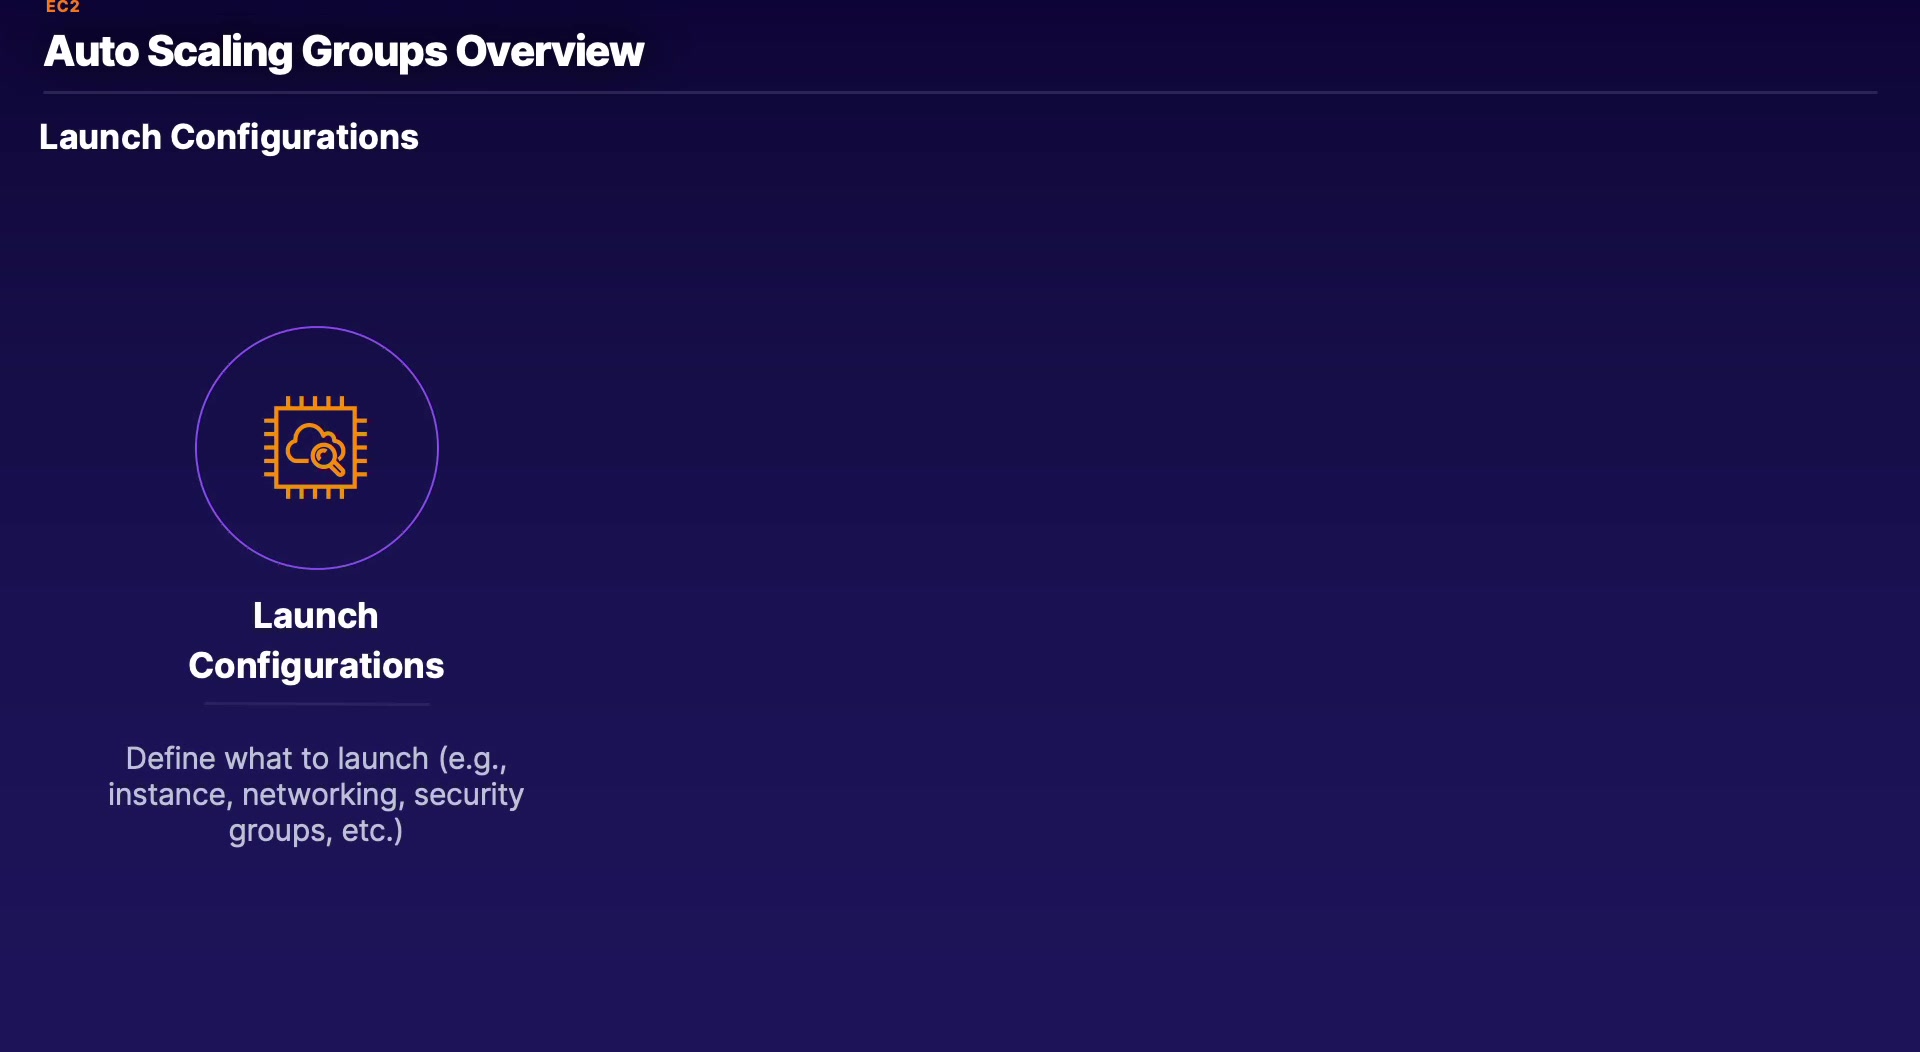 EC2
Auto Scaling Groups Overview
Launch Configurations
Launch
Configurations
Define what to launch (e.g.,
instance, networking, security
groups, etc.)